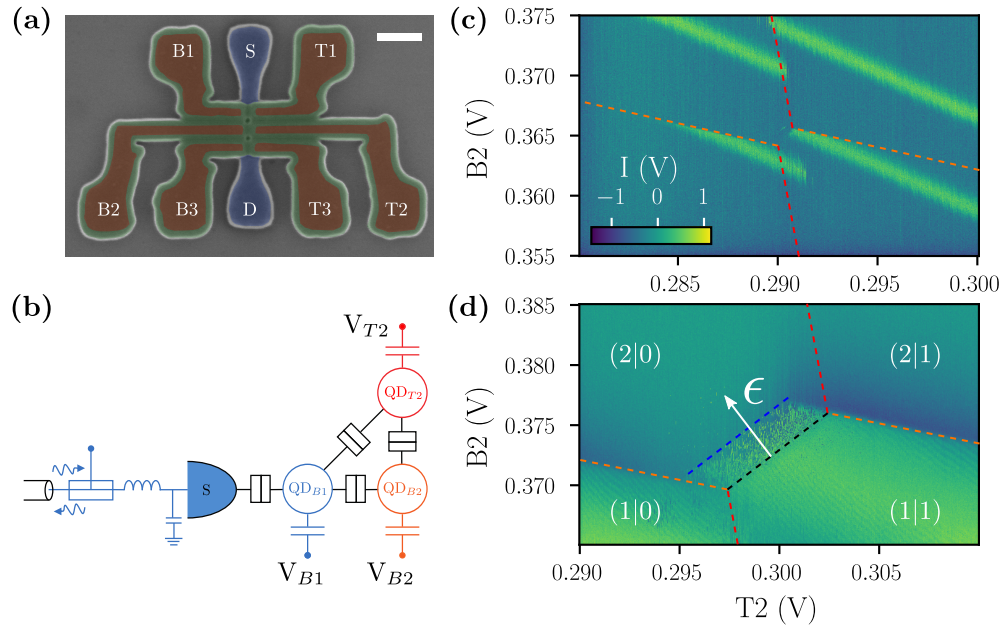 (a)
B1
S
T1
B2
B3
D
T3
T2
(b)
V_{T2}
QD_{T2}
S
QD_{B1}
QD_{B2}
V_{B1}
V_{B2}
(c)
B2 (V)
0.375
0.370
0.365
0.360
0.355
I (V)
−1 0 1
0.285 0.290 0.295 0.300
(d)
B2 (V)
0.385
0.380
0.375
0.370
(2|0)
(2|1)
ϵ
(1|0)
(1|1)
0.290 0.295 0.300 0.305
T2 (V)